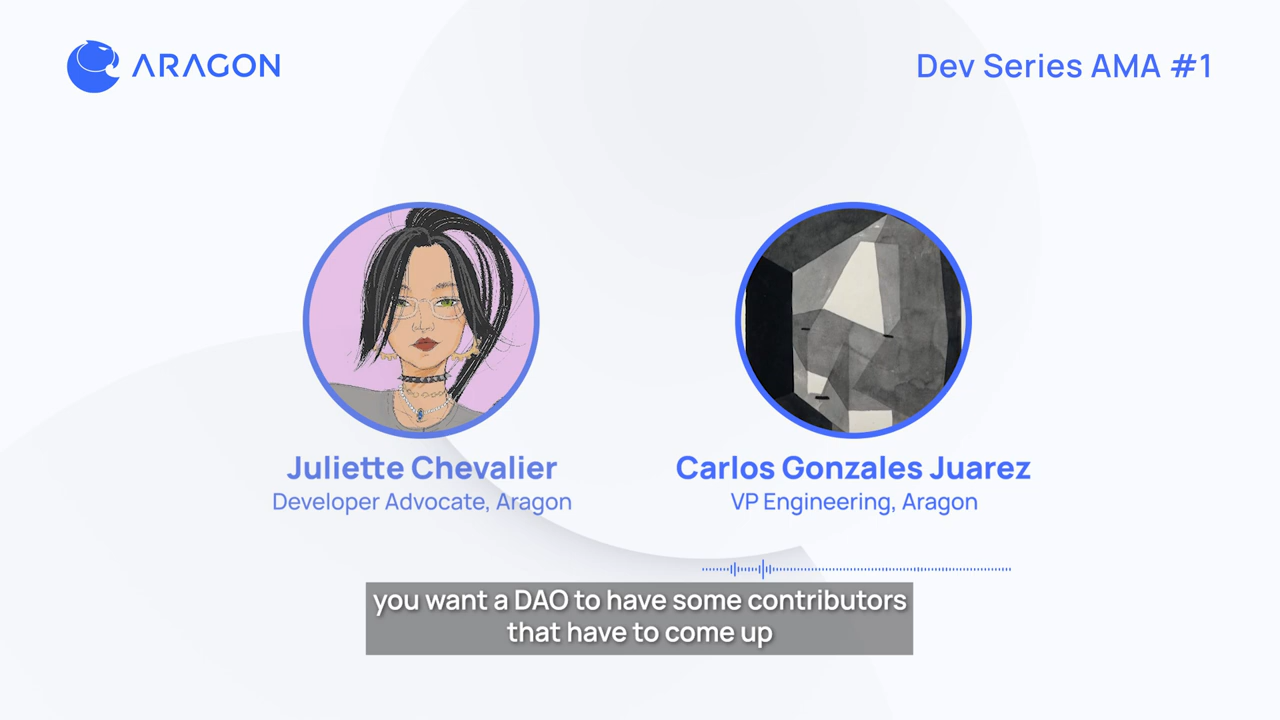 ARAGON
Dev Series AMA #1
Juliette Chevalier
Developer Advocate, Aragon
Carlos Gonzales Juarez
VP Engineering, Aragon
you want a DAO to have some contributors
that have to come up